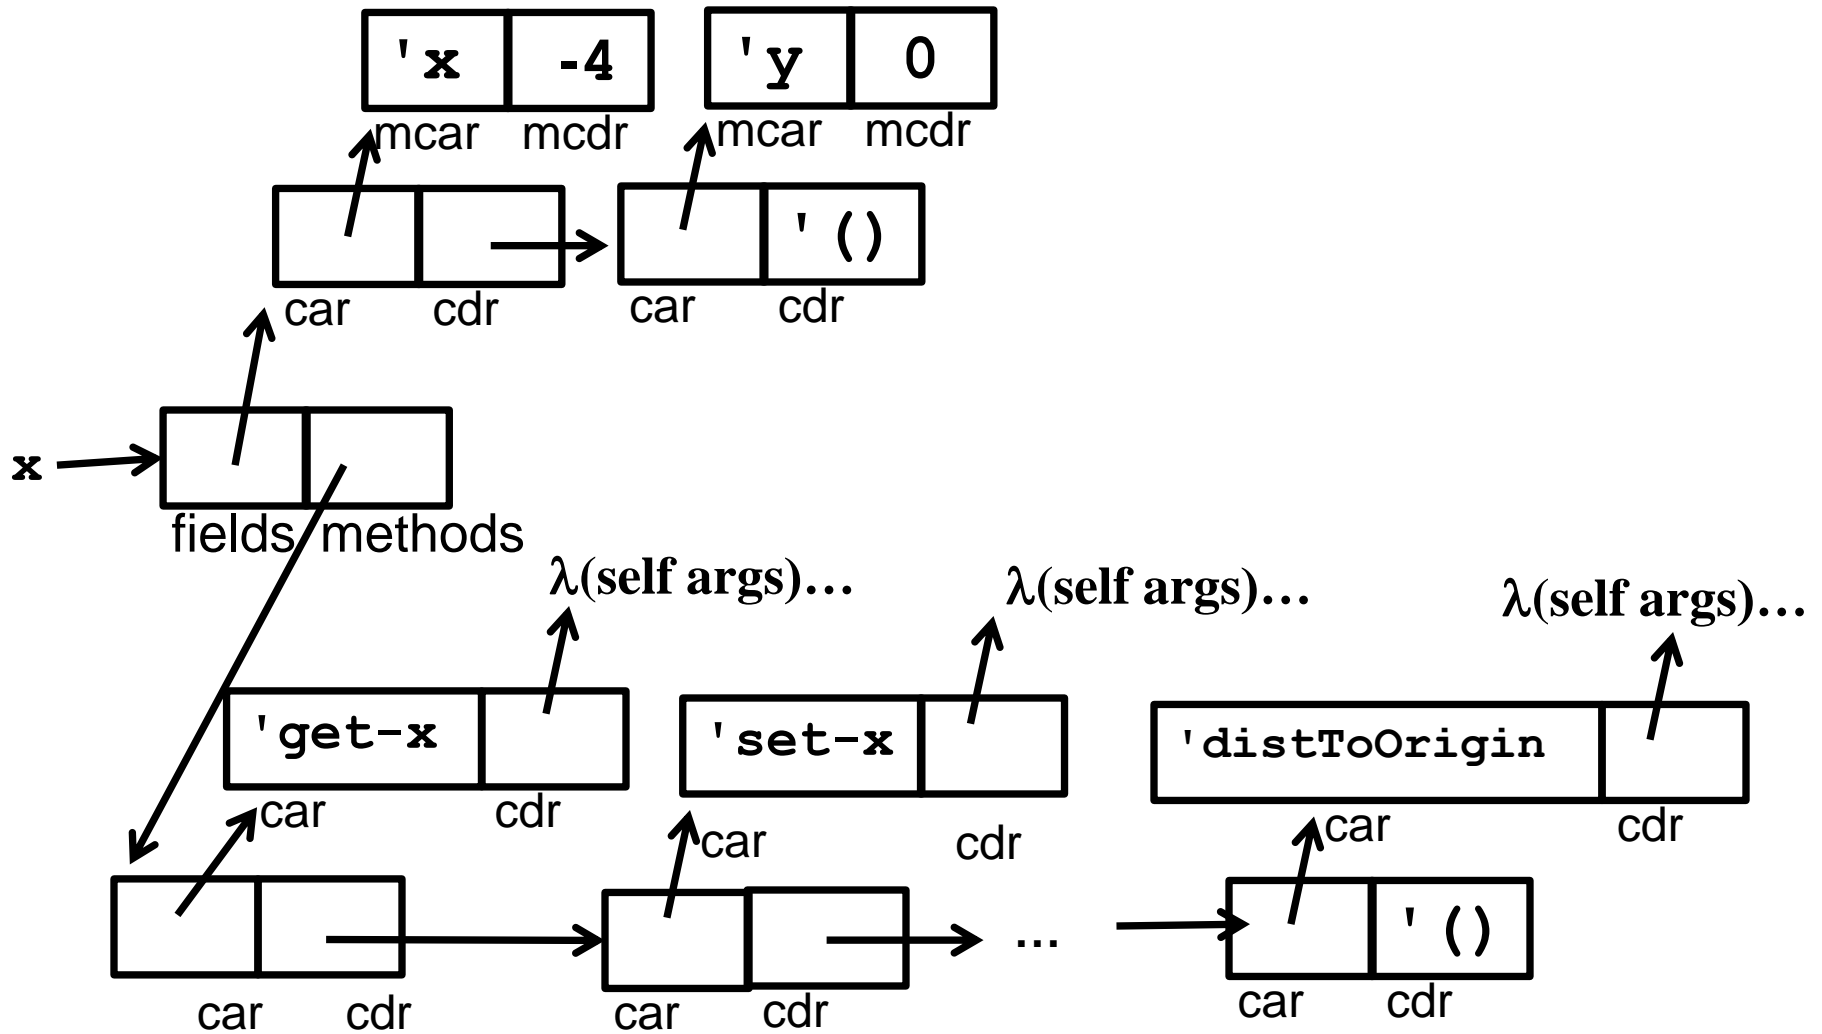 'x -4 'y 0
mcar mcdr mcar mcdr
'()
car cdr car cdr
x
fields methods
λ(self args)… λ(self args)… λ(self args)…
'get-x 'set-x 'distToOrigin
car cdr car cdr car cdr
… '()
car cdr car cdr car cdr